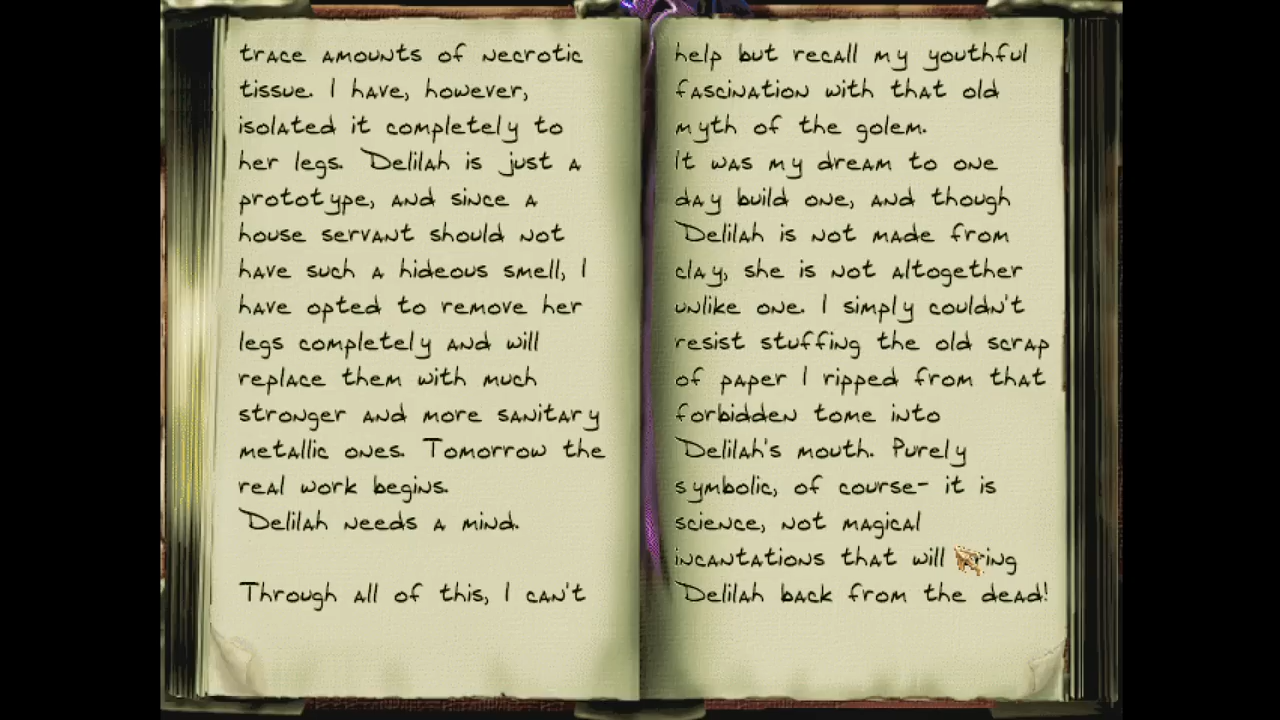 trace amounts of necrotic
tissue. I have, however,
isolated it completely to
her legs. Delilah is just a
prototype, and since a
house servant should not
have such a hideous smell, I
have opted to remove her
legs completely and will
replace them with much
stronger and more sanitary
metallic ones. Tomorrow the
real work begins.
Delilah needs a mind.
Through all of this, I can't
help but recall my youthful
fascination with that old
myth of the golem.
It was my dream to one
day build one, and though
Delilah is not made from
clay, she is not altogether
unlike one. I simply couldn't
resist stuffing the old scrap
of paper I ripped from that
forbidden tome into
Delilah's mouth. Purely
symbolic, of course- it is
science, not magical
incantations that will bring
Delilah back from the dead!